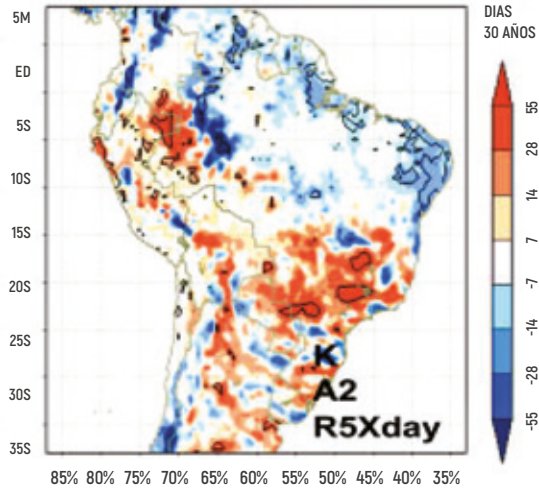 DIAS
30 AÑOS
5M
ED
5S
10S
15S
20S
25S
30S
35S
55
28
14
7
-7
-14
-28
-55
K
A2
R5Xday
85% 80% 75% 70% 65% 60% 55% 50% 45% 40% 35%